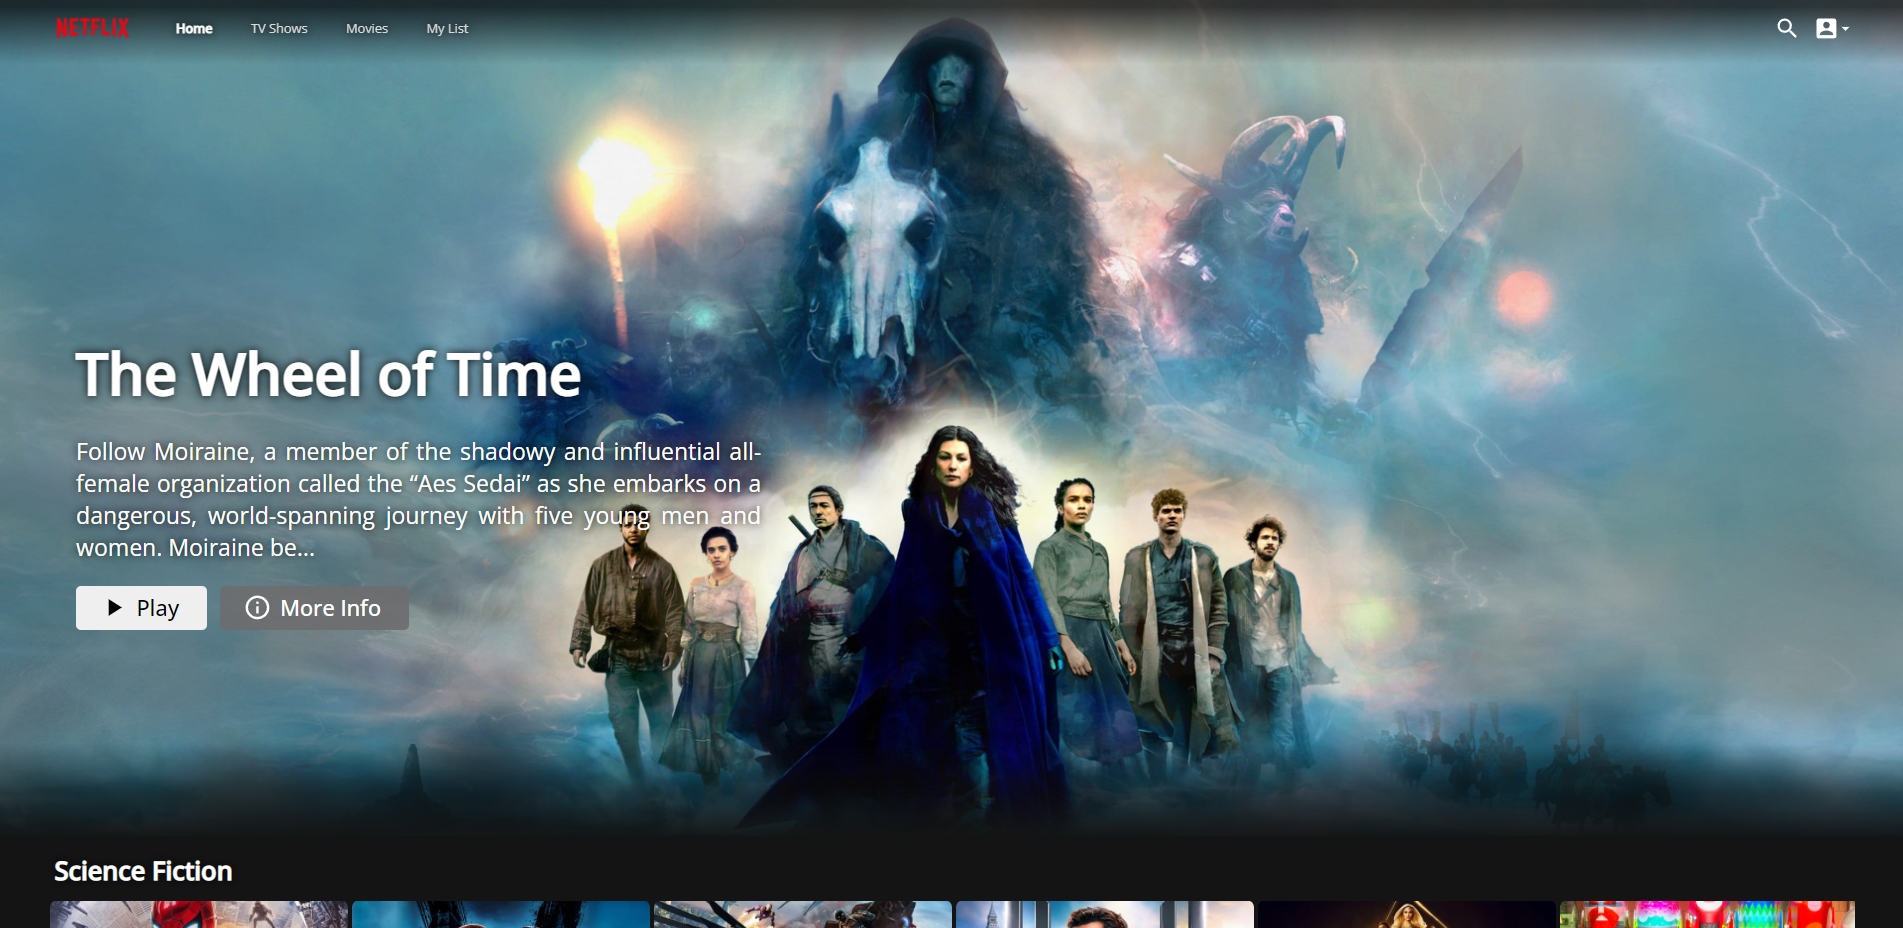 NETFLIX
Home
TV Shows
Movies
My List
The Wheel of Time
Follow Moiraine, a member of the shadowy and influential all-
female organization called the “Aes Sedai” as she embarks on a
dangerous, world-spanning journey with five young men and
women. Moiraine be...
Play
More Info
Science Fiction